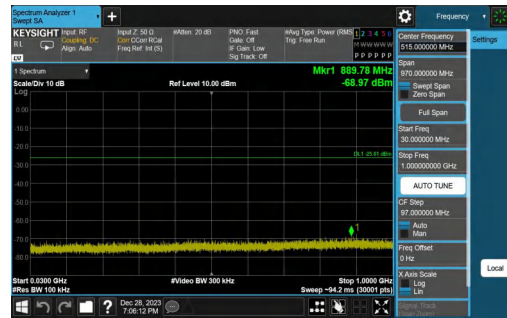 Spectrum Analyzer 1
Swept SA
Frequency
KEYSIGHT
RL
LV
Input: RF
Coupling: DC
Align: Auto
Input Z: 50 Ω
Corr CCorr RCal
Freq Ref: Int (S)
#Atten: 20 dB
PNO: Fast
Gate: Off
IF Gain: Low
Sig Track: Off
#Avg Type: Power (RMS
Trig: Free Run
1 2 3 4 5 6
M W W W W W
P P P P P P
1 Spectrum
Scale/Div 10 dB
Log
Ref Level 10.00 dBm
Mkr1 889.78 MHz
-68.97 dBm
0.00
-10.0
-20.0
-30.0
-40.0
-50.0
-60.0
-70.0
-80.0
1
Start 0.0300 GHz
#Res BW 100 kHz
#Video BW 300 kHz
Stop 1.0000 GHz
Sweep ~94.2 ms (30001 pts)
Dec 28, 2023
7:06:12 PM
Center Frequency
515.000000 MHz
Settings
Span
970.000000 MHz
Swept Span
Zero Span
Full Span
Start Freq
30.000000 MHz
Stop Freq
1.000000000 GHz
AUTO TUNE
CF Step
97.000000 MHz
Auto
Man
Freq Offset
0 Hz
X Axis Scale
Log
Lin
Local
Signal Track